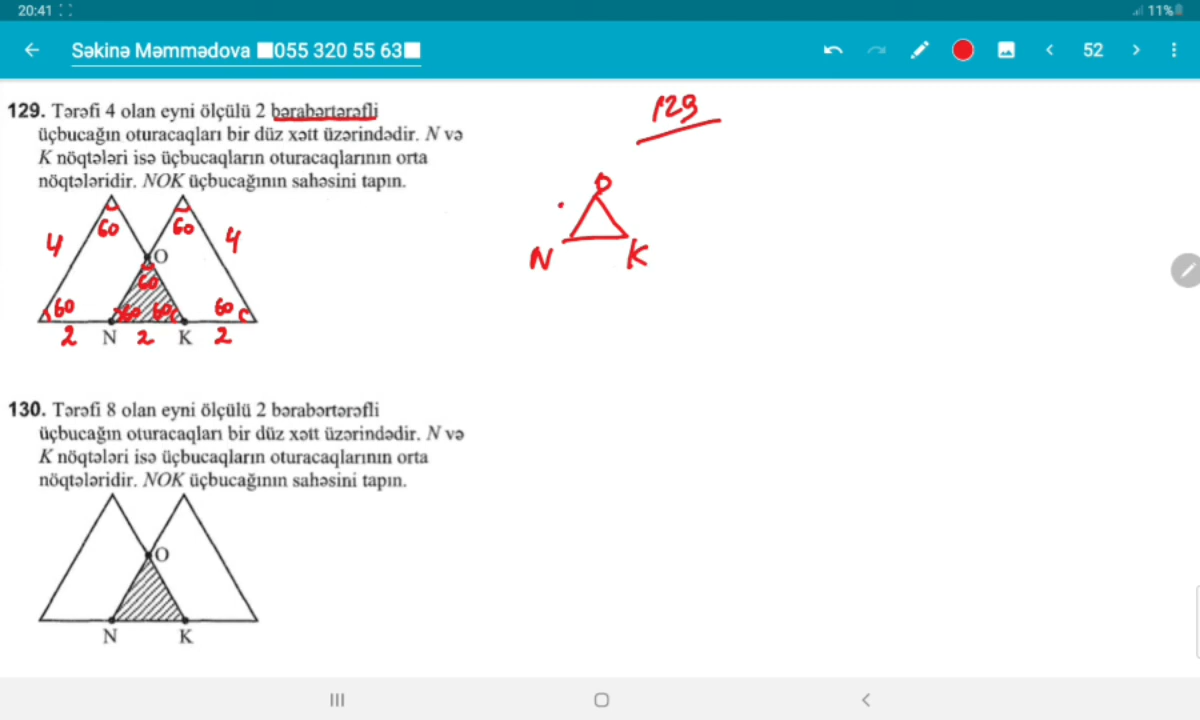 20:41
11%
Səkinə Məmmədova 055 320 55 63
52
129. Tərəfi 4 olan eyni ölçülü 2 bərabərtərəfli
üçbucağın oturacaqları bir düz xətt üzərindədir. N və
K nöqtələri isə üçbucaqların oturacaqlarının orta
nöqtələridir. NOK üçbucağının sahəsini tapın.
60 60
4 4
O
60
60 60 60 60
2 N 2 K 2
129
O
N K
130. Tərəfi 8 olan eyni ölçülü 2 bərabərtərəfli
üçbucağın oturacaqları bir düz xətt üzərindədir. N və
K nöqtələri isə üçbucaqların oturacaqlarının orta
nöqtələridir. NOK üçbucağının sahəsini tapın.
O
N K